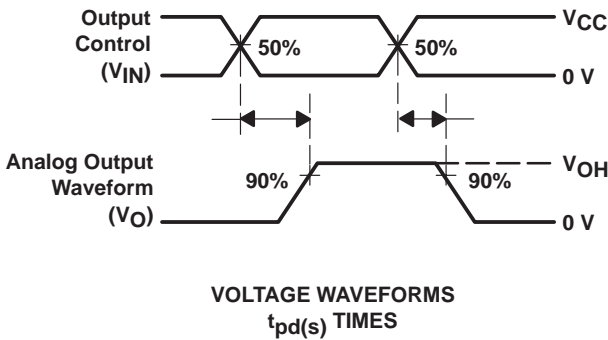 Output
Control
(VIN)
VCC
50%
50%
0 V
Analog Output
Waveform
(VO)
VOH
90%
90%
0 V
VOLTAGE WAVEFORMS
tpd(s) TIMES